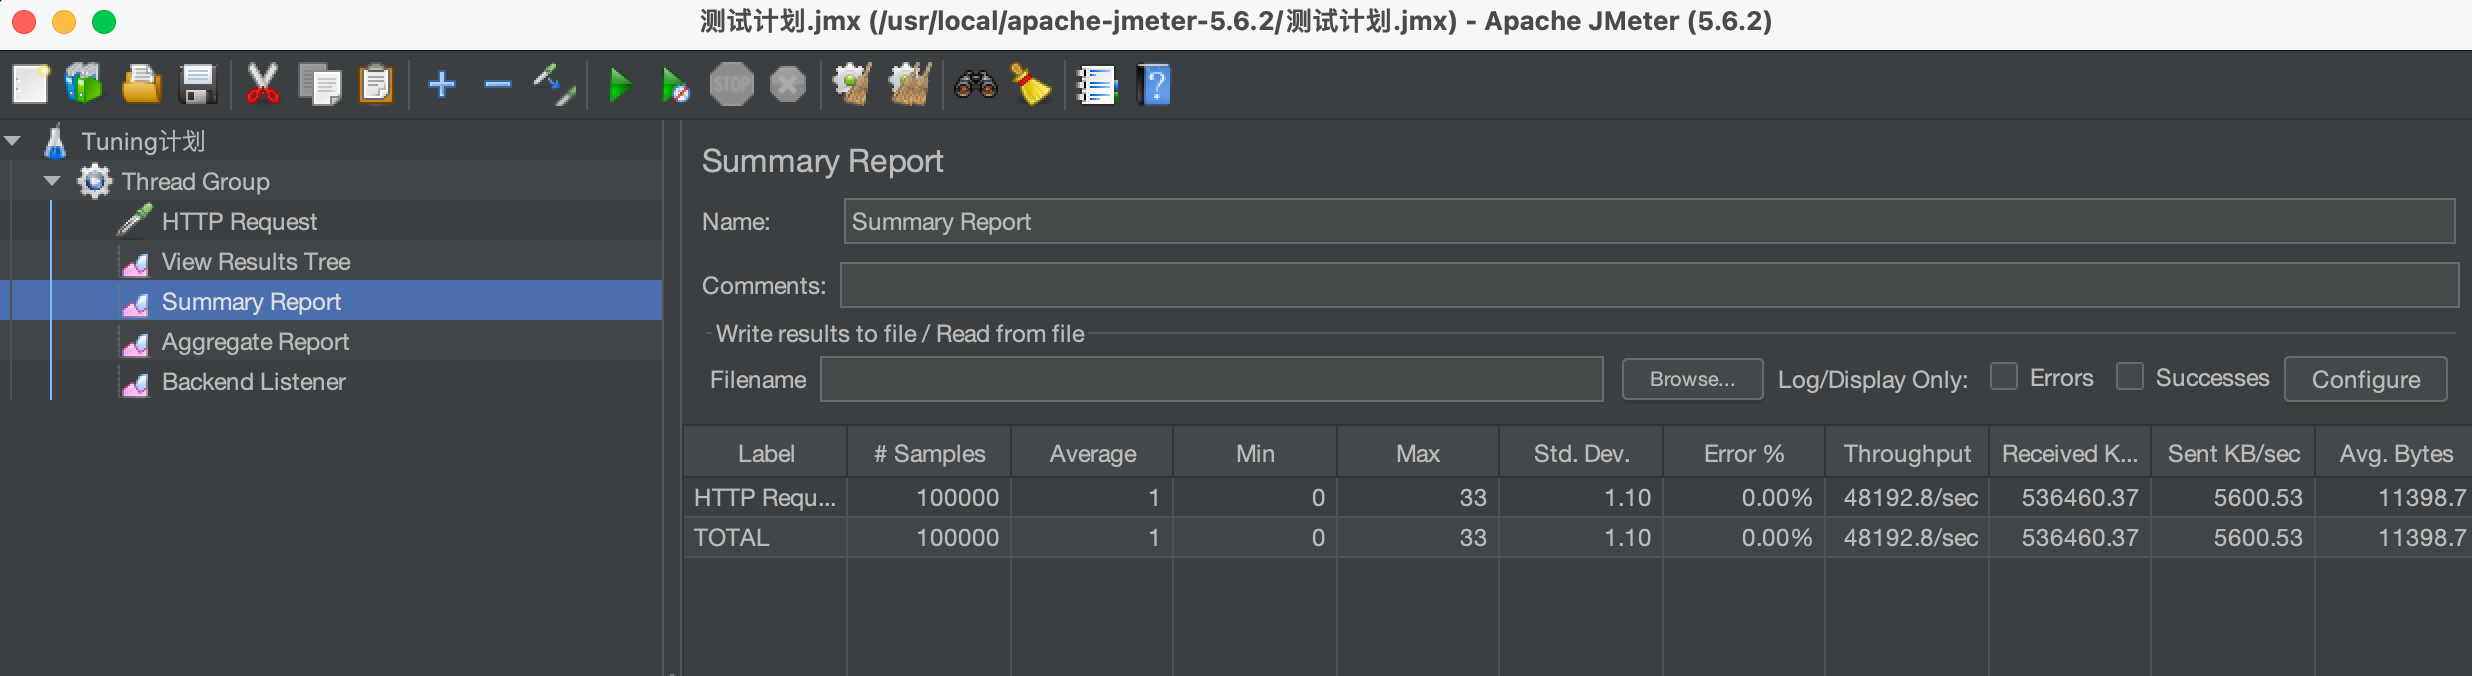 测试计划.jmx (/usr/local/apache-jmeter-5.6.2/测试计划.jmx) - Apache JMeter (5.6.2)
STOP
?
Tuning计划
Thread Group
HTTP Request
View Results Tree
Summary Report
Aggregate Report
Backend Listener
Summary Report
Name: Summary Report
Comments:
Write results to file / Read from file
Filename Browse... Log/Display Only: Errors Successes Configure
Label # Samples Average Min Max Std. Dev. Error % Throughput Received K... Sent KB/sec Avg. Bytes
HTTP Requ... 100000 1 0 33 1.10 0.00% 48192.8/sec 536460.37 5600.53 11398.7
TOTAL 100000 1 0 33 1.10 0.00% 48192.8/sec 536460.37 5600.53 11398.7